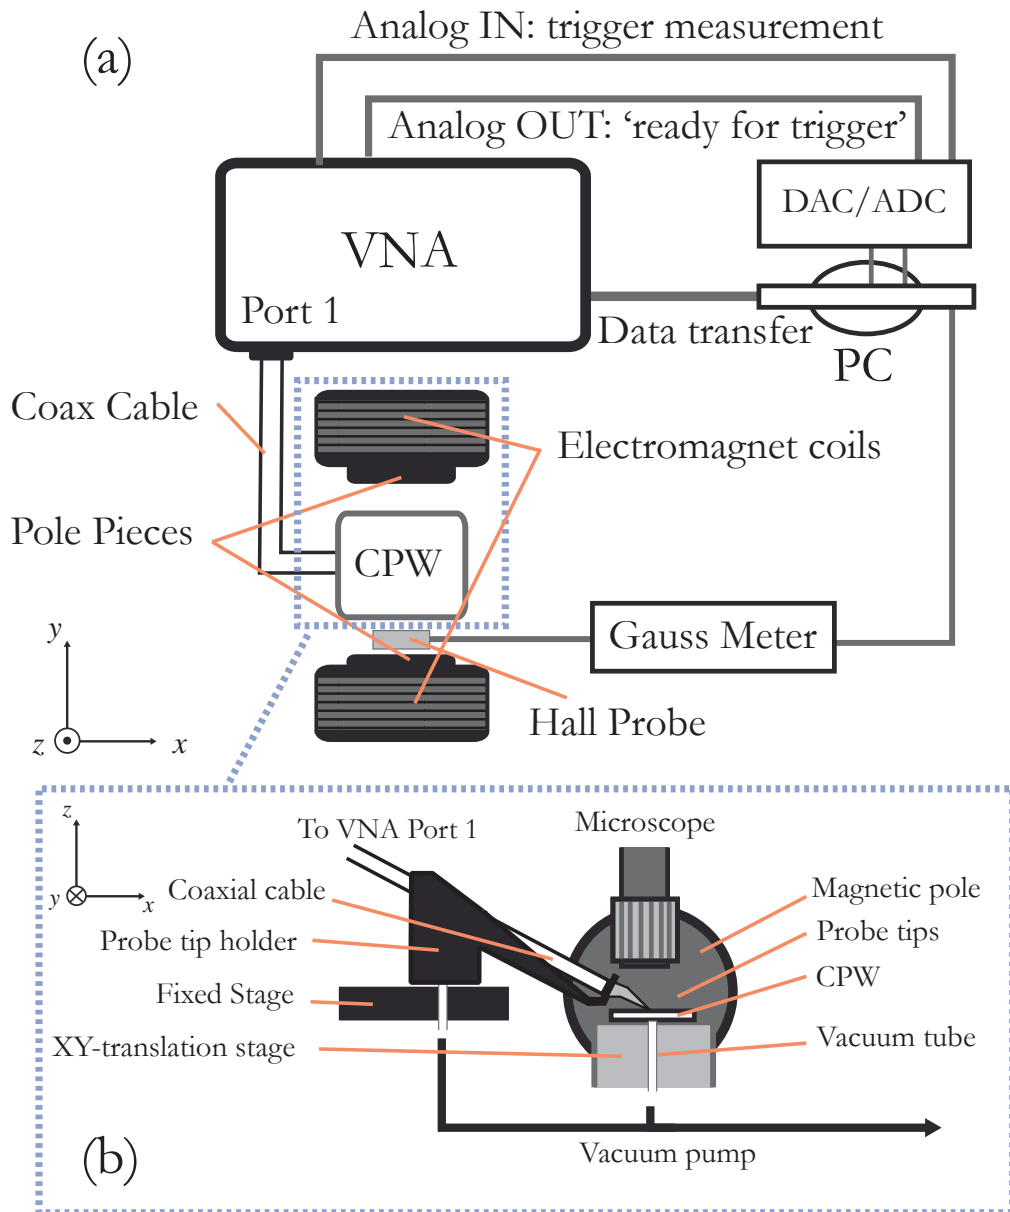 Analog IN: trigger measurement
(a)
Analog OUT: ‘ready for trigger’
DAC/ADC
VNA
Port 1
Data transfer
PC
Coax Cable
Electromagnet coils
Pole Pieces
CPW
Gauss Meter
Hall Probe
y
z
x
z
y
x
To VNA Port 1
Microscope
Coaxial cable
Magnetic pole
Probe tip holder
Probe tips
CPW
Fixed Stage
XY-translation stage
Vacuum tube
Vacuum pump
(b)